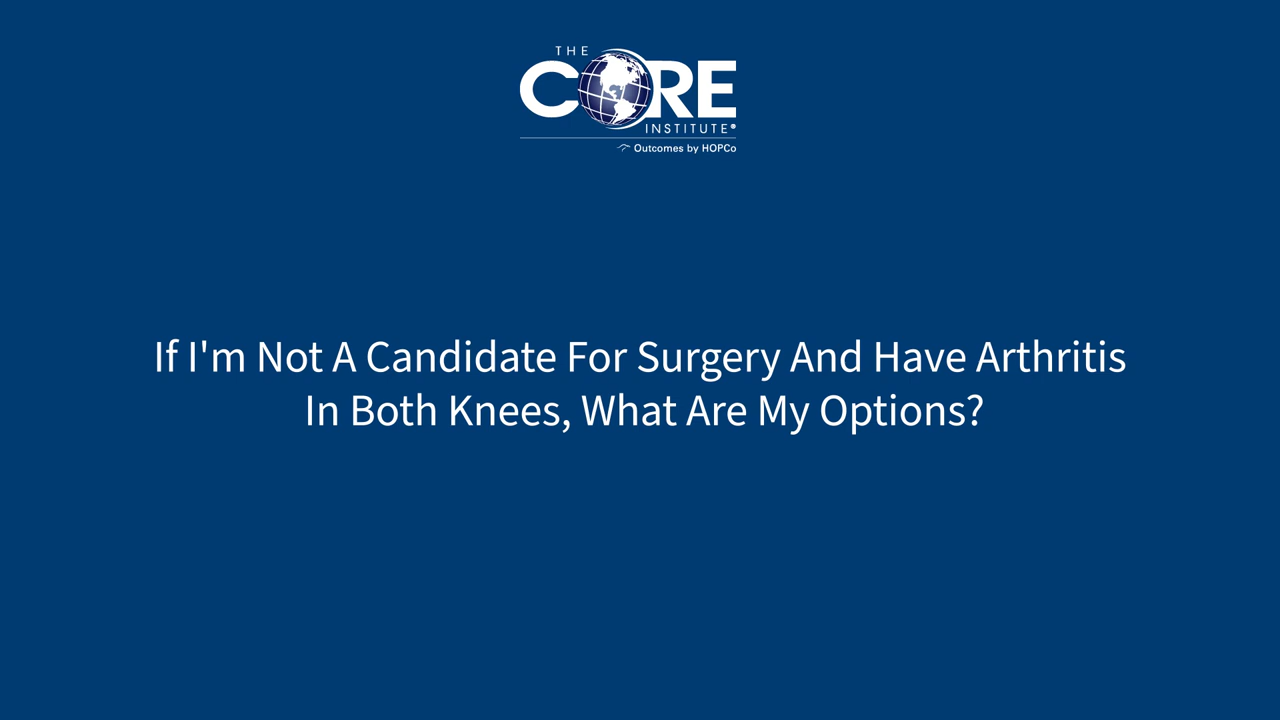 THE
CORE
INSTITUTE®
Outcomes by HOPCo
If I'm Not A Candidate For Surgery And Have Arthritis
In Both Knees, What Are My Options?